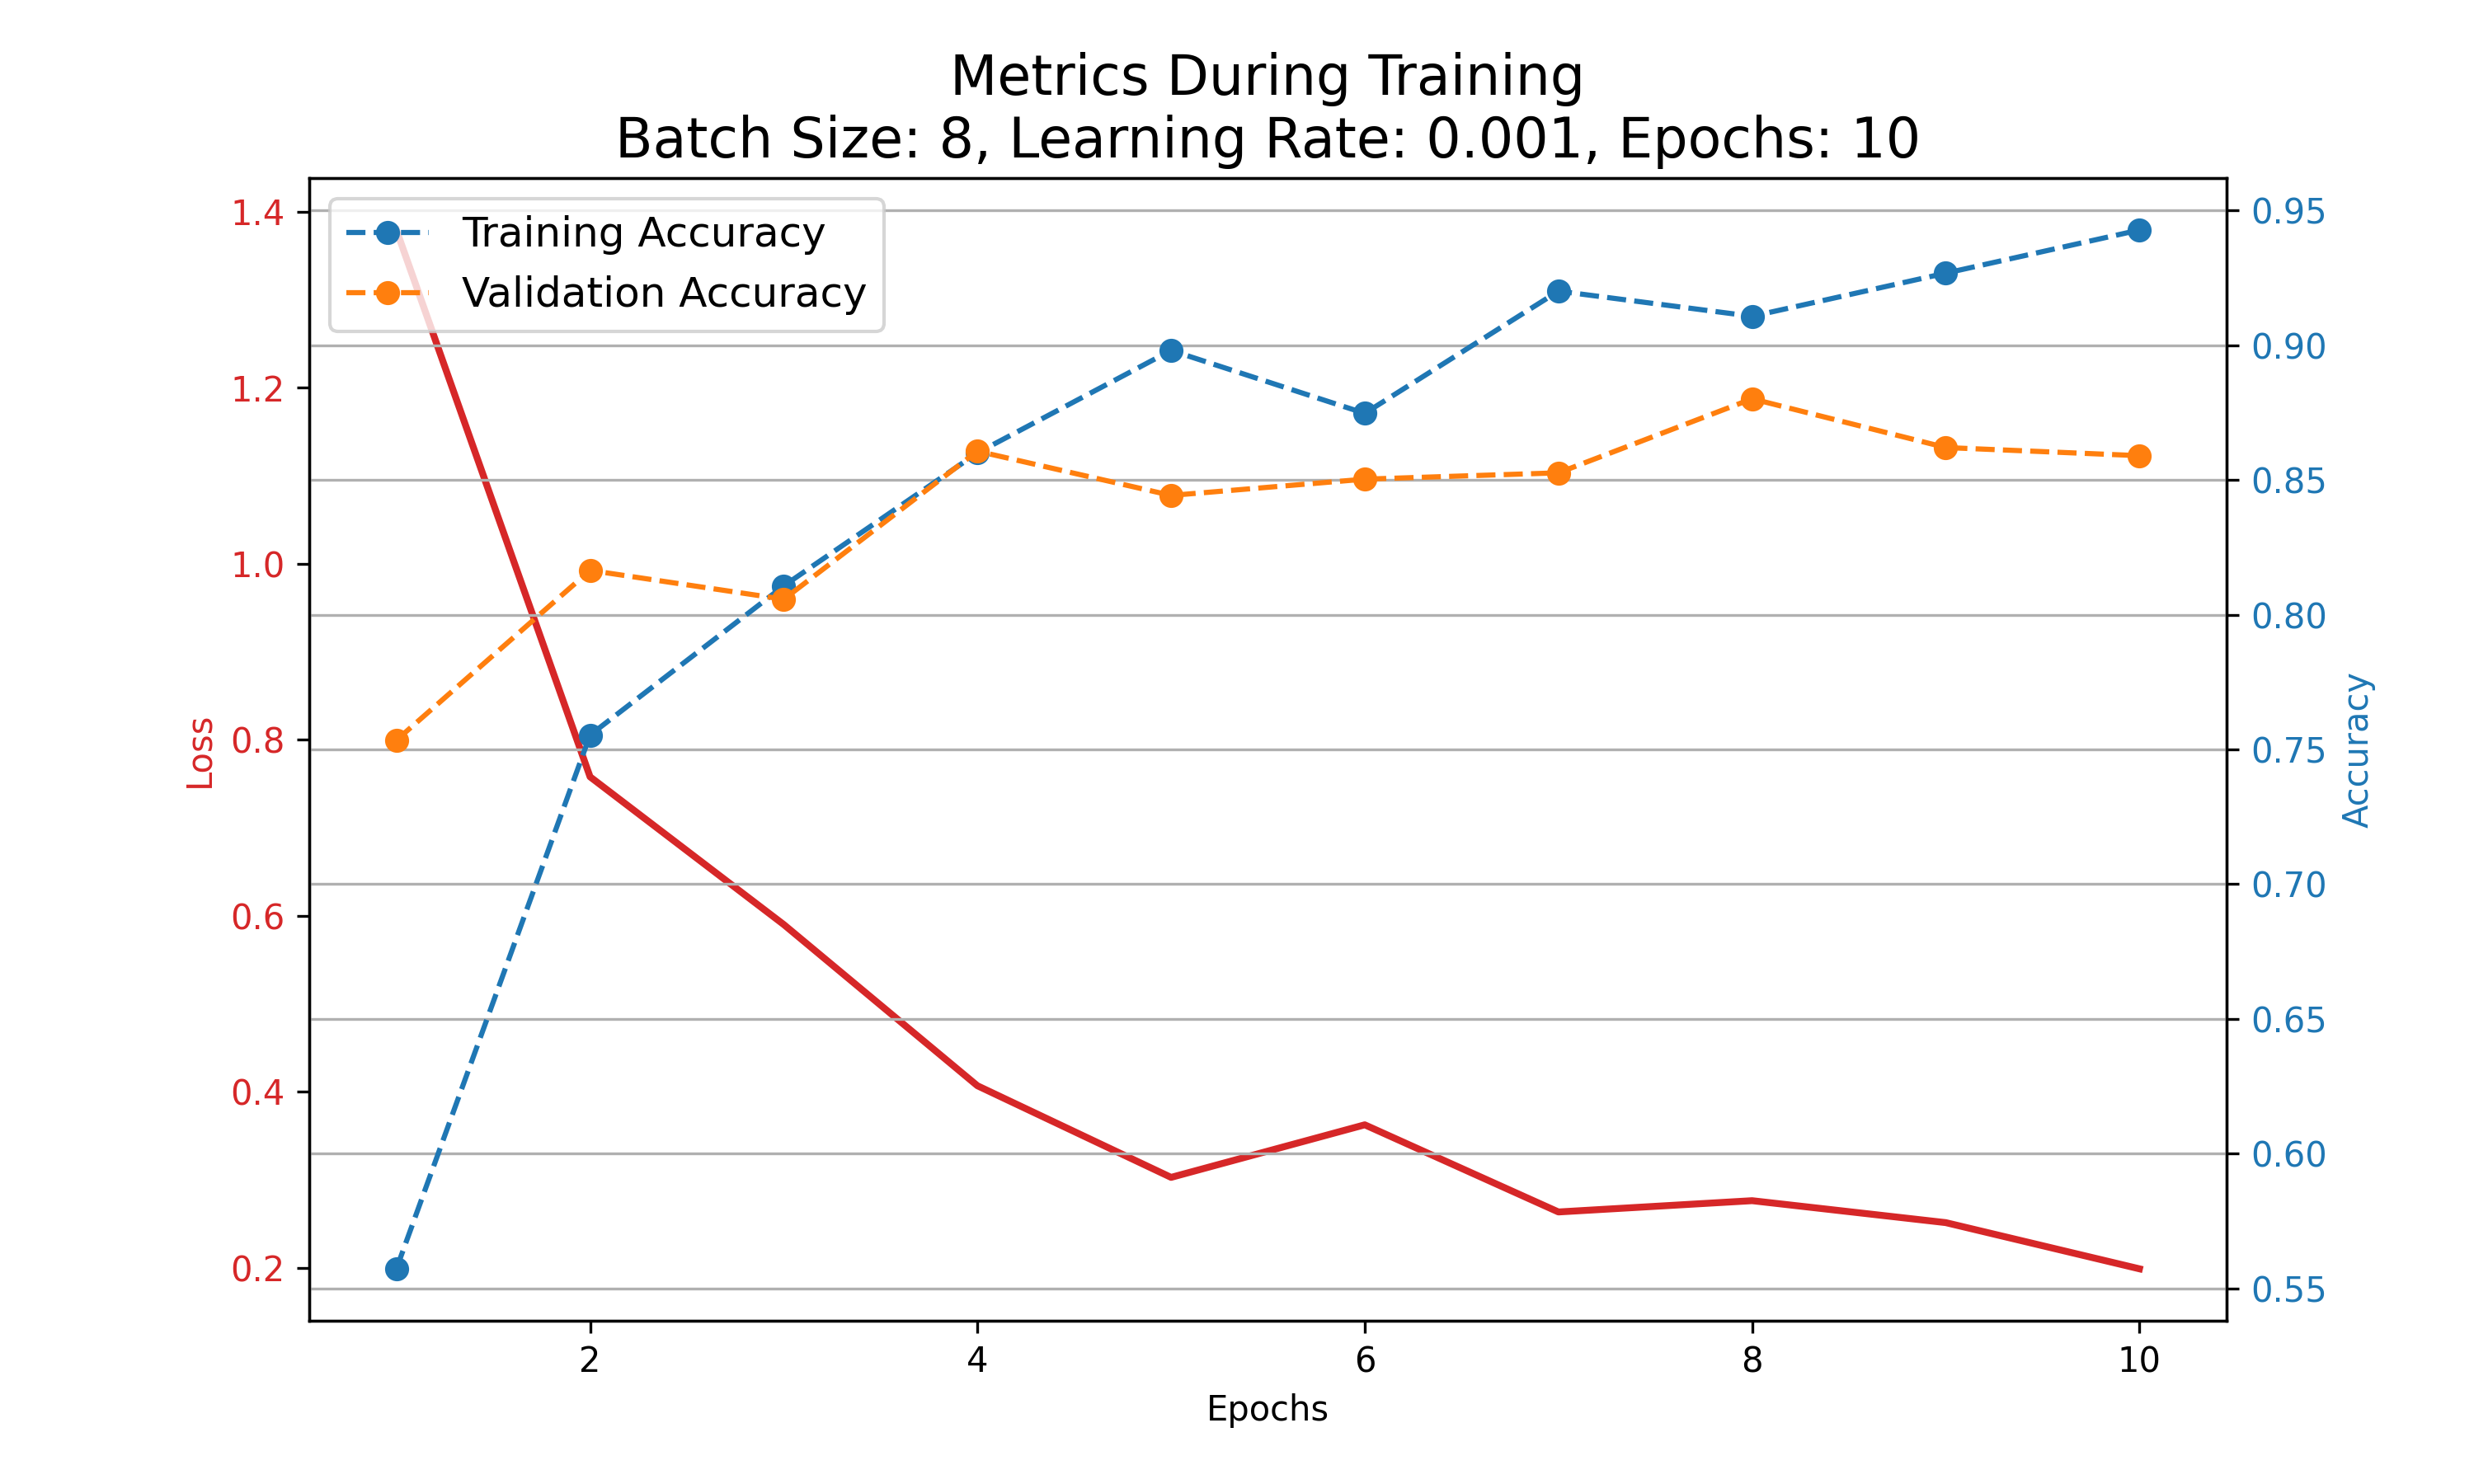 Metrics During Training
Batch Size: 8, Learning Rate: 0.001, Epochs: 10
Training Accuracy
Validation Accuracy
1.4
1.2
1.0
0.8
0.6
0.4
0.2
Loss
0.95
0.90
0.85
0.80
0.75
0.70
0.65
0.60
0.55
Accuracy
2 4 6 8 10
Epochs